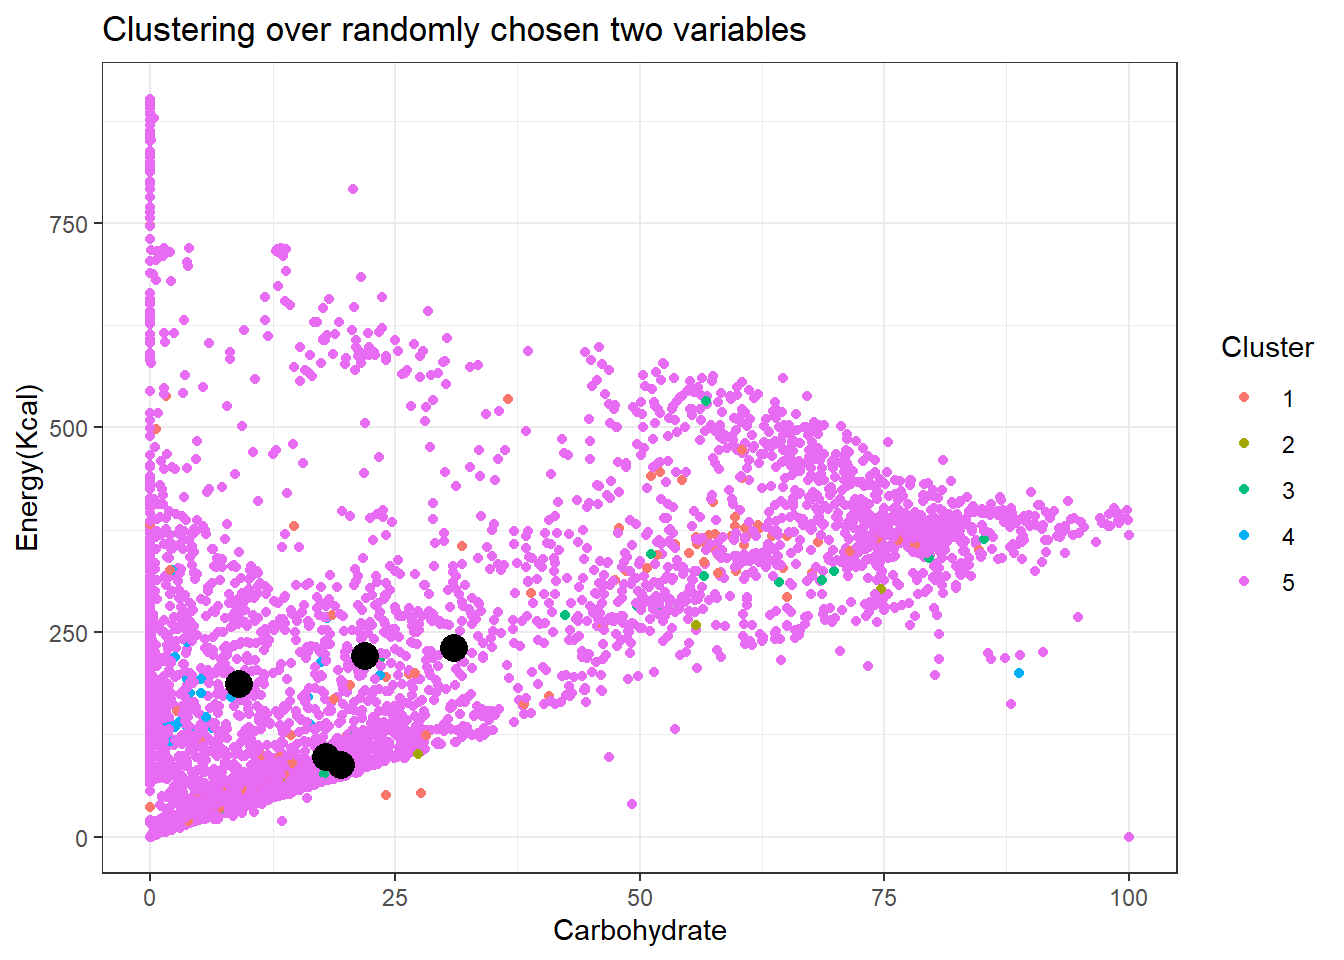 Clustering over randomly chosen two variables
Energy(Kcal)
750
500
250
0
0 25 50 75 100
Carbohydrate
Cluster
1
2
3
4
5